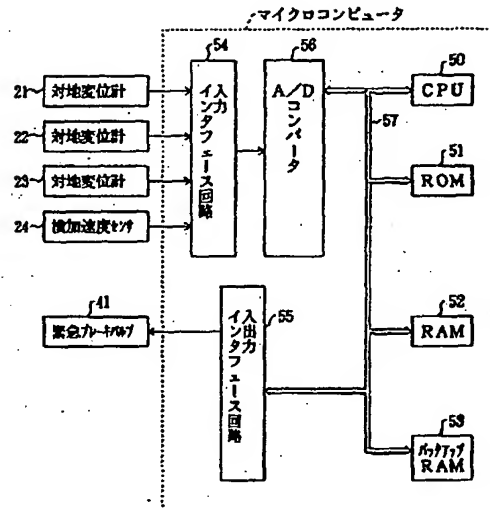 マイクロコンピュータ
54
56
50
21
対地変位計
入力インタフェース回路
A/Dコンバータ
CPU
57
22
対地変位計
51
ROM
23
対地変位計
24
横加速度センサ
41
緊急ブレーキバルブ
入出力インタフェース回路
55
52
RAM
53
バックアップ
RAM